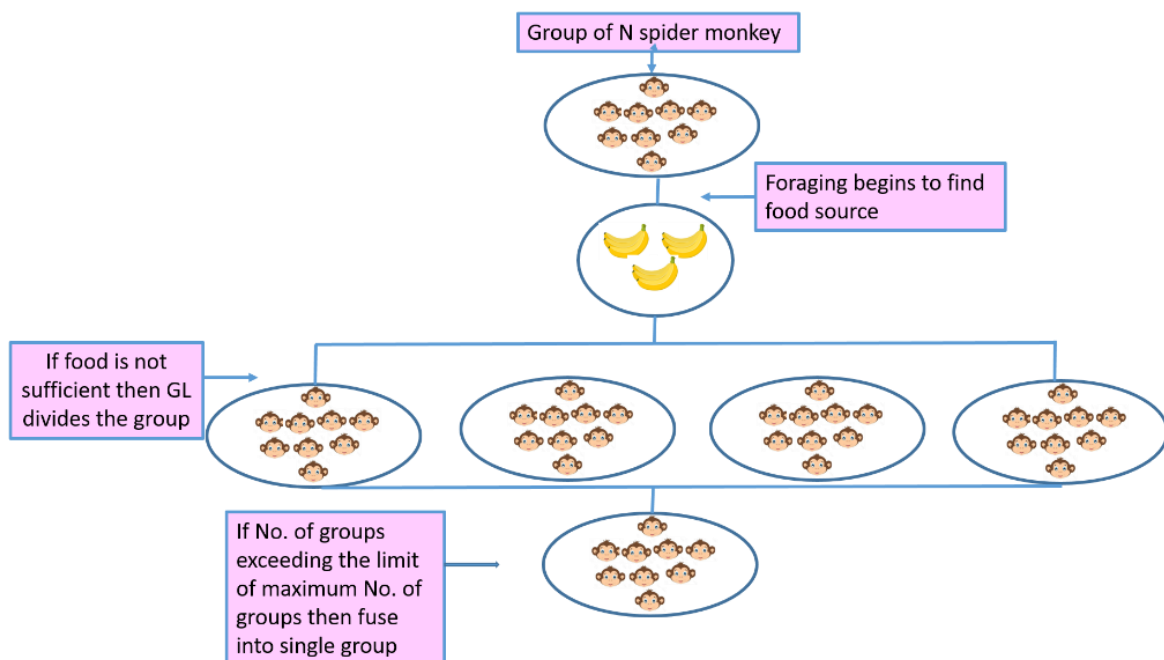 Group of N spider monkey
Foraging begins to find
food source
If food is not
sufficient then GL
divides the group
If No. of groups
exceeding the limit
of maximum No. of
groups then fuse
into single group